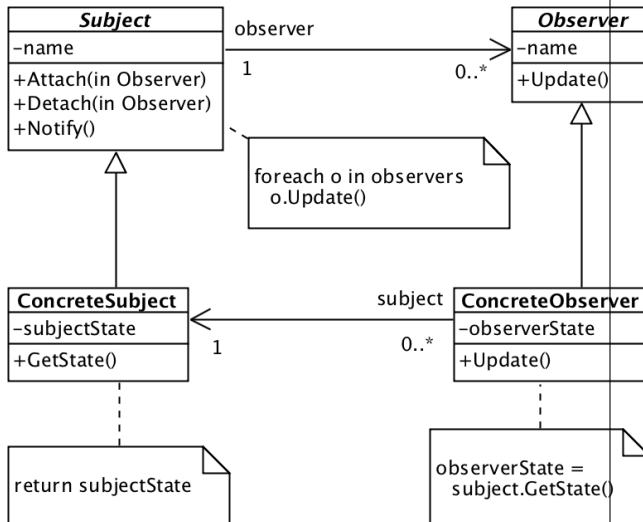 Subject
-name
+Attach(in Observer)
+Detach(in Observer)
+Notify()
observer
1
0..*
Observer
-name
+Update()
foreach o in observers
o.Update()
ConcreteSubject
-subjectState
+GetState()
subject
1
0..*
ConcreteObserver
-observerState
+Update()
return subjectState
observerState =
subject.GetState()